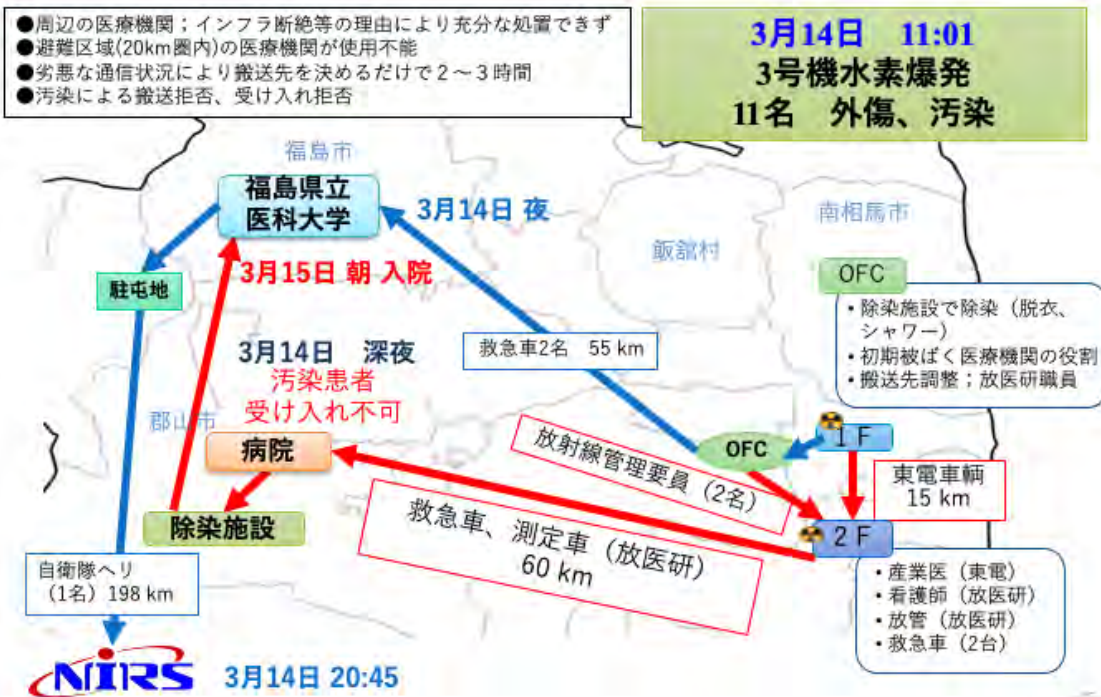 ●周辺の医療機関；インフラ断絶等の理由により充分な処置できず
●避難区域(20km圏内)の医療機関が使用不能
●劣悪な通信状況により搬送先を決めるだけで２～３時間
●汚染による搬送拒否、受け入れ拒否
3月14日　11:01
3号機水素爆発
11名　外傷、汚染
福島市
福島県立
医科大学
3月14日 夜
南相馬市
飯舘村
3月15日 朝 入院
駐屯地
OFC
・除染施設で除染（脱衣、
シャワー）
・初期被ばく医療機関の役割
・搬送先調整；放医研職員
救急車2名　55 km
3月14日　深夜
汚染患者
受け入れ不可
郡山市
病院
OFC
１F
放射線管理要員（2名）
東電車輌
15 km
救急車、測定車（放医研）
60 km
除染施設
２F
・産業医（東電）
・看護師（放医研）
・放管（放医研）
・救急車（2台）
自衛隊ヘリ
（1名）198 km
NIRS
3月14日 20:45